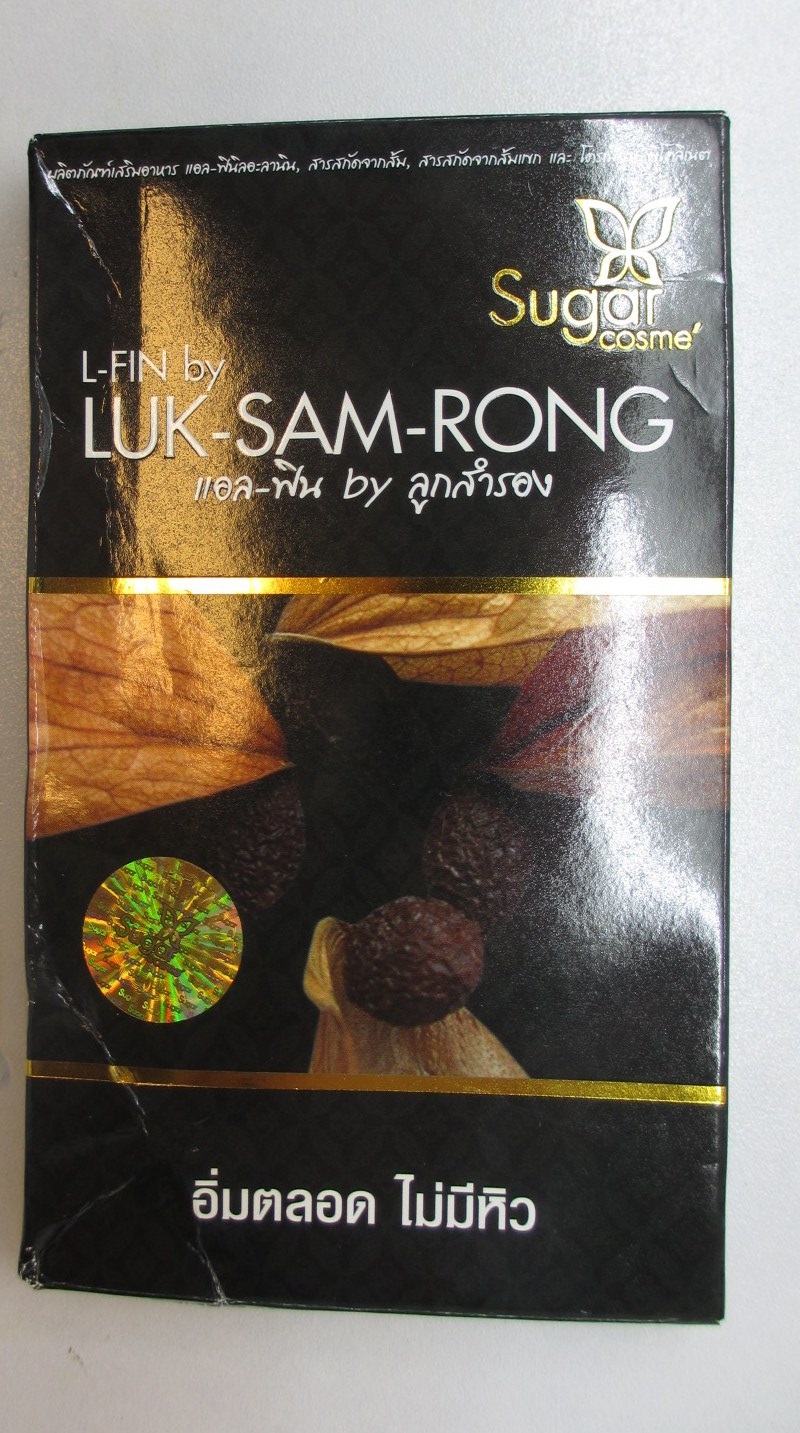 ผลิตภัณฑ์เสริมอาหาร แอล-ฟีนิลอะลานิน, สารสกัดจากส้ม, สารสกัดจากส้มแขก และ
Sugar
cosme'
L-FIN by
LUK-SAM-RONG
แอล-ฟิน by ลูกสำรอง
Sugar
อิ่มตลอด ไม่มีหิว